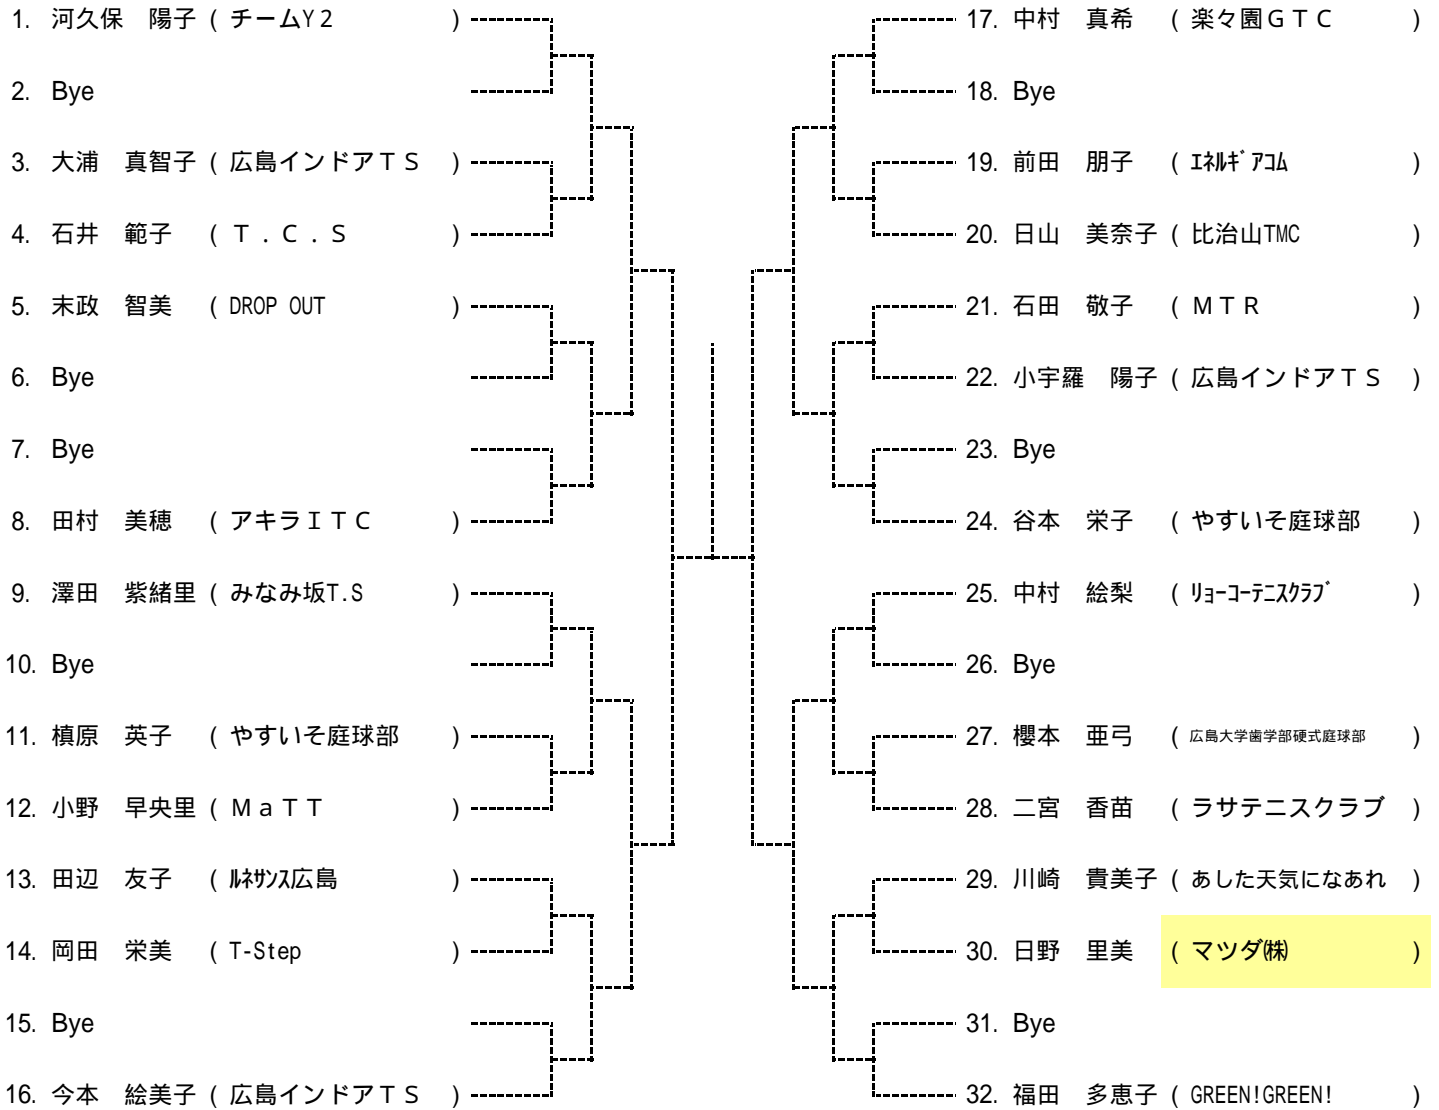 1. 河久保　陽子 ( チームY2 )
2. Bye
3. 大浦　真智子 ( 広島インドアＴＳ )
4. 石井　範子 ( Ｔ．Ｃ．Ｓ )
5. 末政　智美 ( DROP OUT )
6. Bye
7. Bye
8. 田村　美穂 ( アキラＩＴＣ )
9. 澤田　紫緒里 ( みなみ坂T.S )
10. Bye
11. 槙原　英子 ( やすいそ庭球部 )
12. 小野　早央里 ( ＭａＴＴ )
13. 田辺　友子 ( ﾙﾈｻﾝｽ広島 )
14. 岡田　栄美 ( T-Step )
15. Bye
16. 今本　絵美子 ( 広島インドアＴＳ )
17. 中村　真希 ( 楽々園ＧＴＣ )
18. Bye
19. 前田　朋子 ( ｴﾈﾙｷﾞｱｺﾑ )
20. 日山　美奈子 ( 比治山TMC )
21. 石田　敬子 ( ＭＴＲ )
22. 小宇羅　陽子 ( 広島インドアＴＳ )
23. Bye
24. 谷本　栄子 ( やすいそ庭球部 )
25. 中村　絵梨 ( ﾘｮｰｺｰﾃﾆｽｸﾗﾌﾞ )
26. Bye
27. 櫻本　亜弓 ( 広島大学歯学部硬式庭球部 )
28. 二宮　香苗 ( ラサテニスクラブ )
29. 川崎　貴美子 ( あした天気になあれ )
30. 日野　里美 ( マツダ㈱ )
31. Bye
32. 福田　多恵子 ( GREEN!GREEN! )